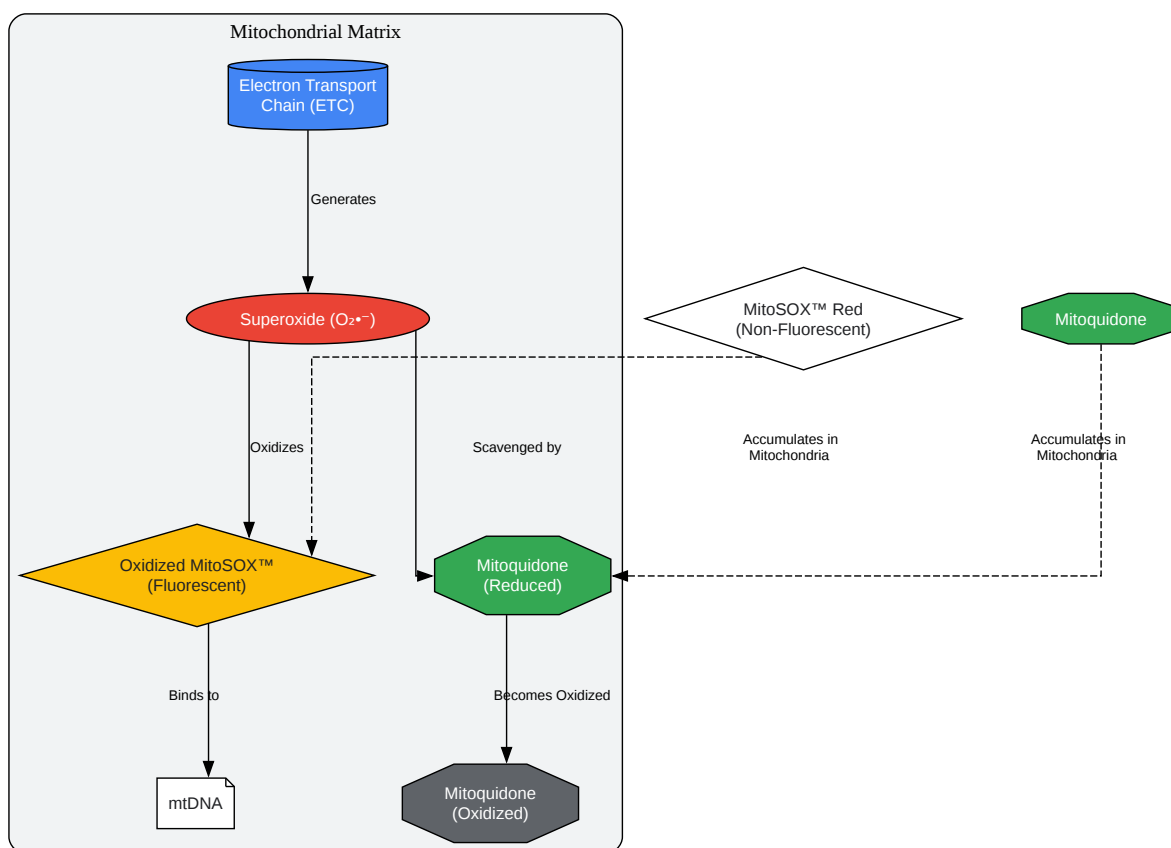 Mitochondrial Matrix
Electron Transport
Chain (ETC)
Generates
Superoxide (O₂•⁻)
MitoSOX™ Red
(Non-Fluorescent)
Mitoquidone
Oxidizes
Scavenged by
Accumulates in
Mitochondria
Accumulates in
Mitochondria
Oxidized MitoSOX™
(Fluorescent)
Mitoquidone
(Reduced)
Binds to
Becomes Oxidized
mtDNA
Mitoquidone
(Oxidized)